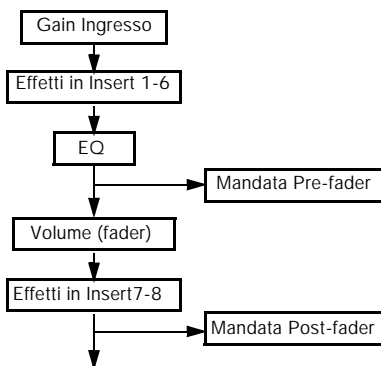 Gain Ingresso
Effetti in Insert 1-6
EQ
Mandata Pre-fader
Volume (fader)
Effetti in Insert7-8
Mandata Post-fader